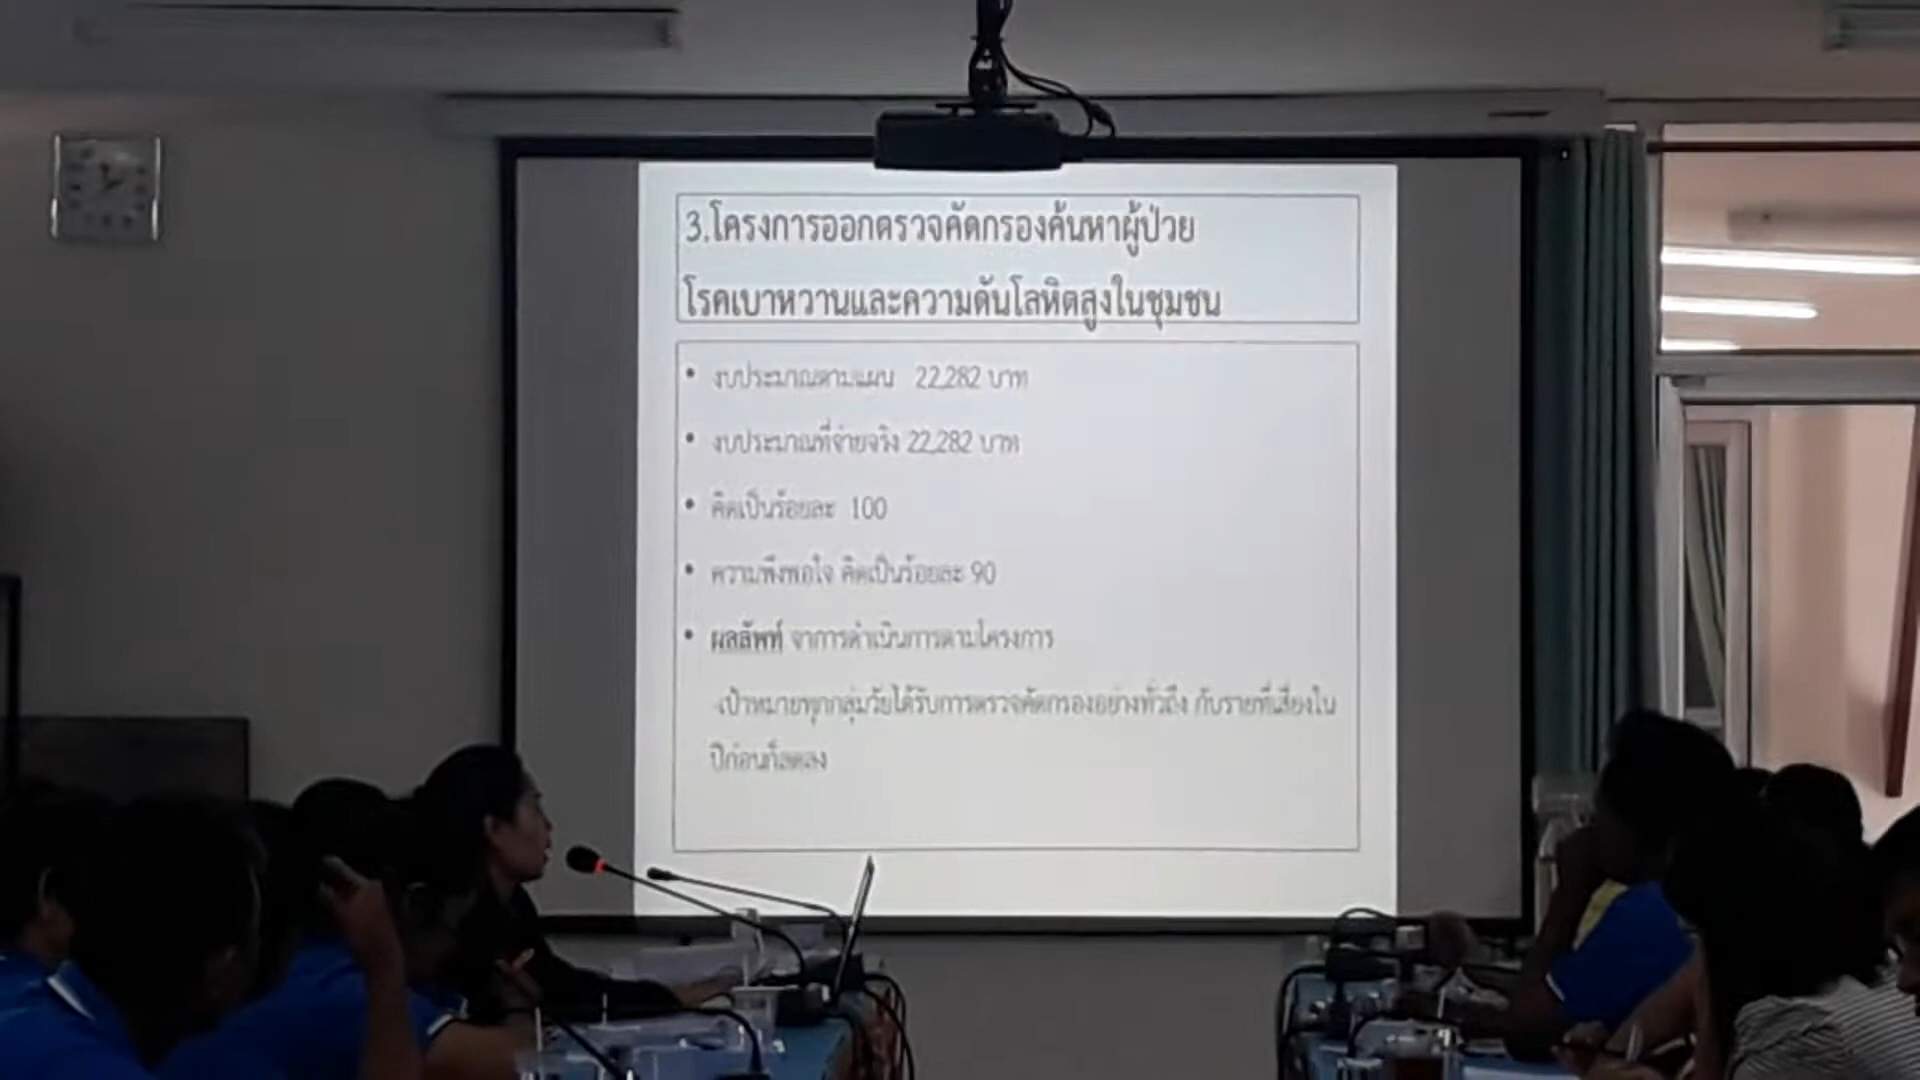 3.โครงการออกตรวจคัดกรองค้นหาผู้ป่วย
โรคเบาหวานและความดันโลหิตสูงในชุมชน
• งบประมาณตามแผน 22,282 บาท
• งบประมาณที่จ่ายจริง 22,282 บาท
• คิดเป็นร้อยละ 100
• ความพึงพอใจ คิดเป็นร้อยละ 90
• ผลลัพท์ จาการดำเนินการตามโครงการ
-เป้าหมายทุกกลุ่มวัยได้รับการตรวจคัดกรองอย่างทั่วถึง กับรายที่เสี่ยงใน
ปีก่อนก็ลดลง